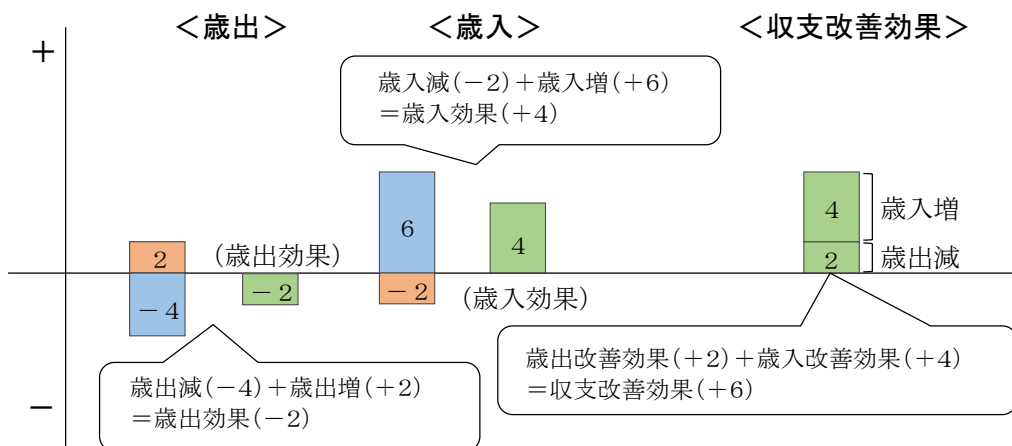 <歳出>
<歳入>
<収支改善効果>
+
歳入減(-2)+歳入増(+6)
=歳入効果(+4)
6
4
4
歳入増
2
(歳出効果)
2
歳出減
-4
-2
-2
(歳入効果)
歳出減(-4)+歳出増(+2)
=歳出効果(-2)
歳出改善効果(+2)+歳入改善効果(+4)
=収支改善効果(+6)
-